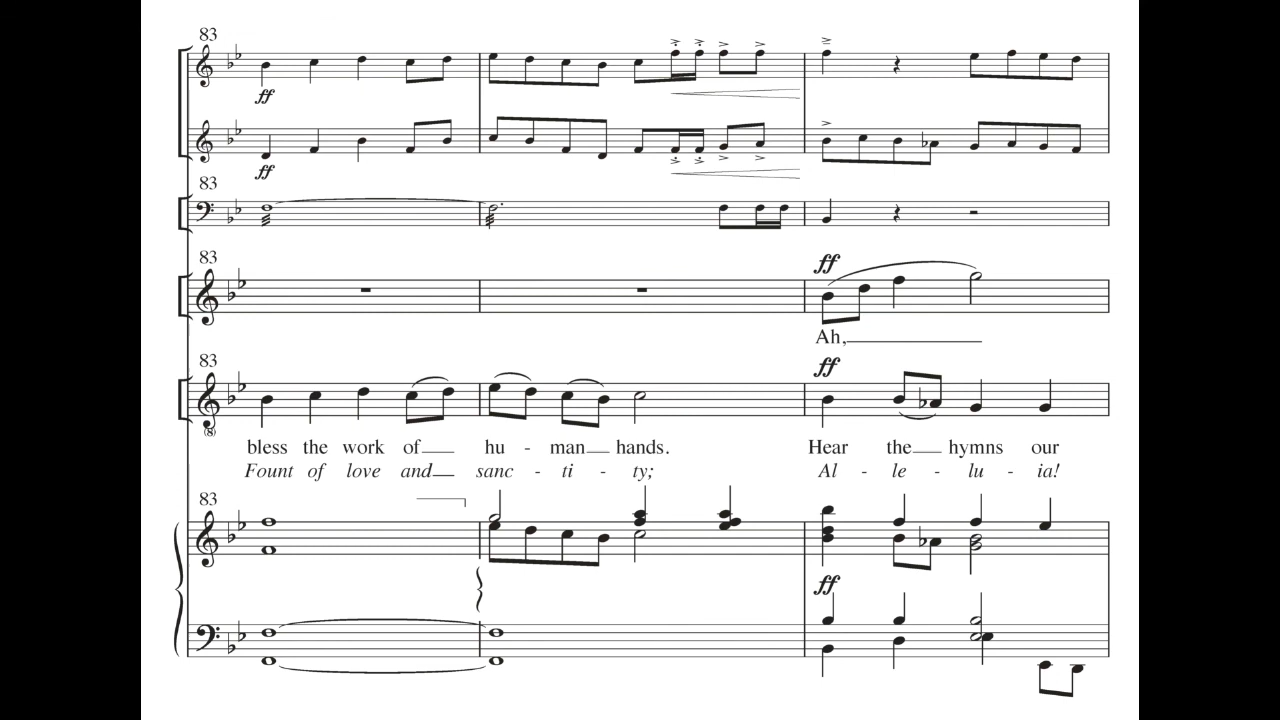 83
ff
ff
83
83
ff
Ah,
83
ff
8
bless the work of hu - man hands. Hear the hymns our
Fount of love and sanc - ti - ty; Al - le - lu - ia!
83
ff